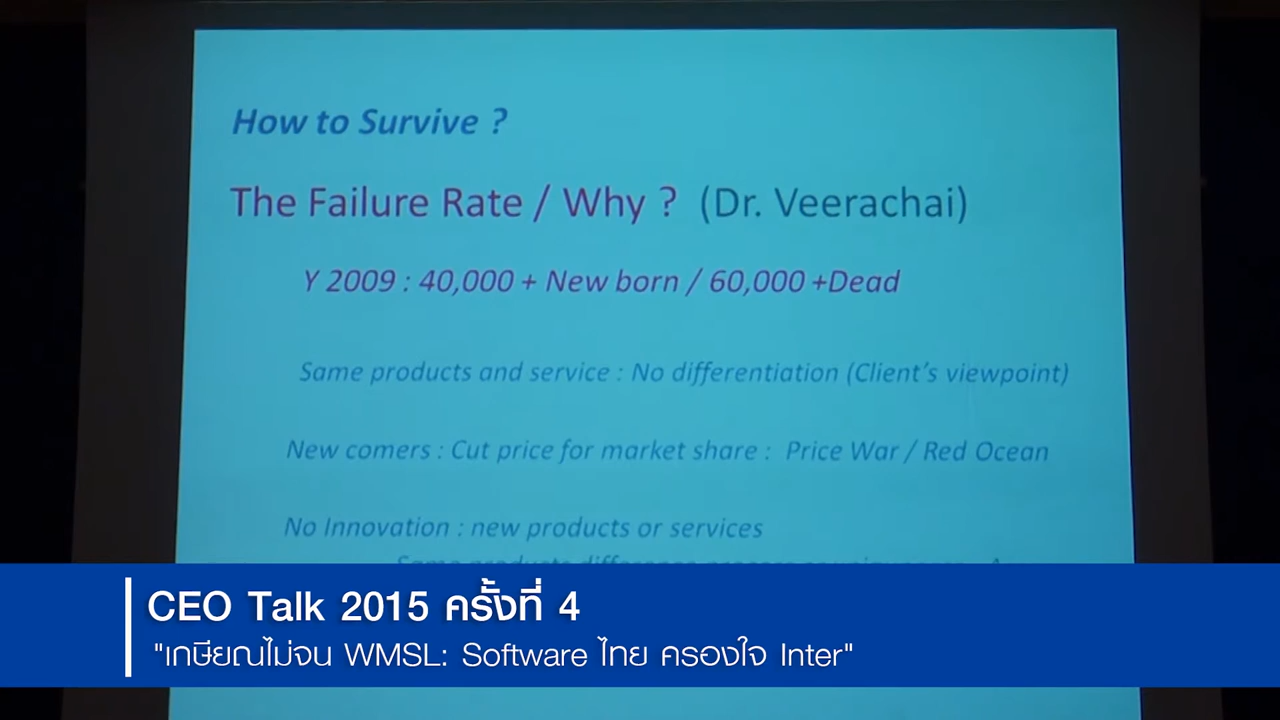 How to Survive ?
The Failure Rate / Why ? (Dr. Veerachai)
Y 2009 : 40,000 + New born / 60,000 +Dead
Same products and service : No differentiation (Client's viewpoint)
New comers : Cut price for market share : Price War / Red Ocean
No Innovation : new products or services
CEO Talk 2015 ครั้งที่ 4
"เกษียณไม่จน WMSL: Software ไทย ครองใจ Inter"